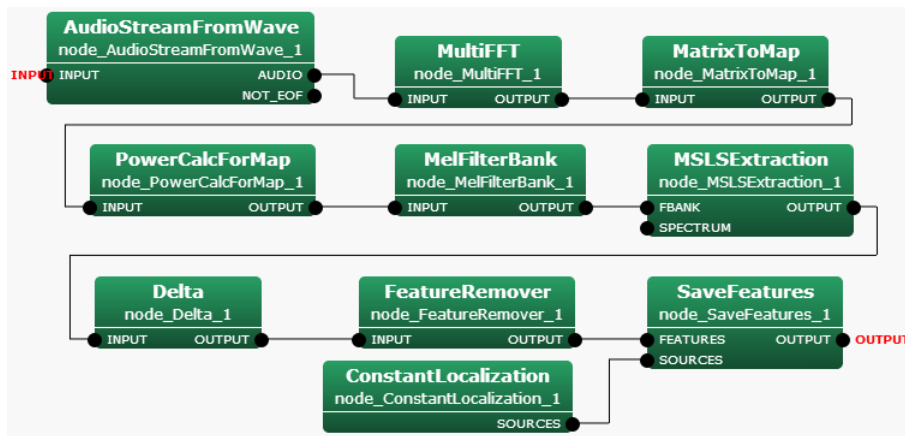 AudioStreamFromWave
node_AudioStreamFromWave_1
INPUT INPUT AUDIO
NOT_EOF
MultiFFT
node_MultiFFT_1
INPUT OUTPUT
MatrixToMap
node_MatrixToMap_1
INPUT OUTPUT
PowerCalcForMap
node_PowerCalcForMap_1
INPUT OUTPUT
MelFilterBank
node_MelFilterBank_1
INPUT OUTPUT
MSLSExtraction
node_MSLSExtraction_1
FBANK OUTPUT
SPECTRUM
Delta
node_Delta_1
INPUT OUTPUT
FeatureRemover
node_FeatureRemover_1
INPUT OUTPUT
SaveFeatures
node_SaveFeatures_1
FEATURES OUTPUT OUTPUT
SOURCES
ConstantLocalization
node_ConstantLocalization_1
SOURCES